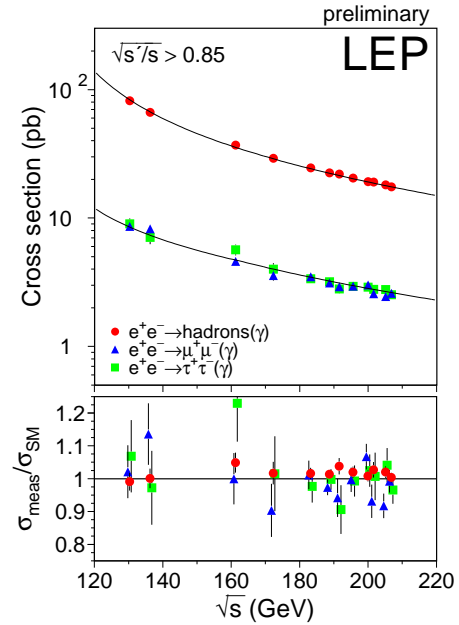 preliminary
√s´/s > 0.85
LEP
Cross section (pb)
10²
10
1
e⁺e⁻→hadrons(γ)
e⁺e⁻→μ⁺μ⁻(γ)
e⁺e⁻→τ⁺τ⁻(γ)
σmeas/σSM
1.2
1.1
1
0.9
0.8
120 140 160 180 200 220
√s (GeV)